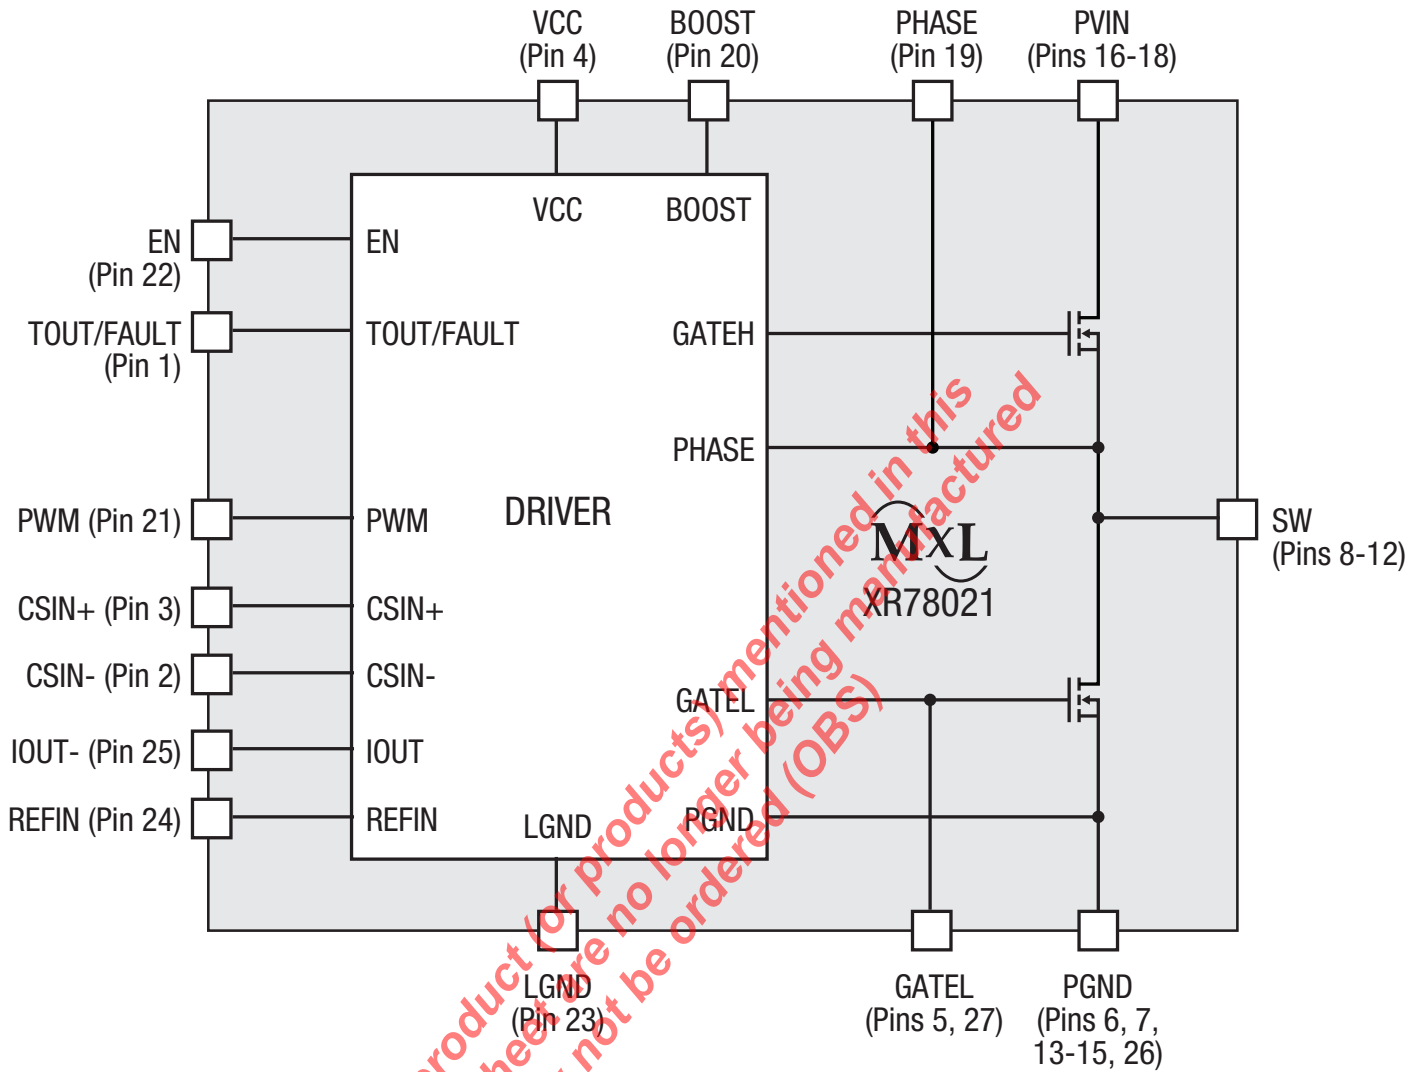 VCC
(Pin 4)
BOOST
(Pin 20)
PHASE
(Pin 19)
PVIN
(Pins 16-18)
VCC
BOOST
EN
(Pin 22)
EN
TOUT/FAULT
(Pin 1)
TOUT/FAULT
GATEH
PHASE
PWM (Pin 21)
PWM
DRIVER
MXL
XR78021
SW
(Pins 8-12)
CSIN+ (Pin 3)
CSIN+
CSIN- (Pin 2)
CSIN-
GATEL
IOUT- (Pin 25)
IOUT
REFIN (Pin 24)
REFIN
LGND
PGND
LGND
(Pin 23)
GATEL
(Pins 5, 27)
PGND
(Pins 6, 7,
13-15, 26)
product (or products) mentioned in this
sheet are no longer being manufactured
not be ordered (OBS)